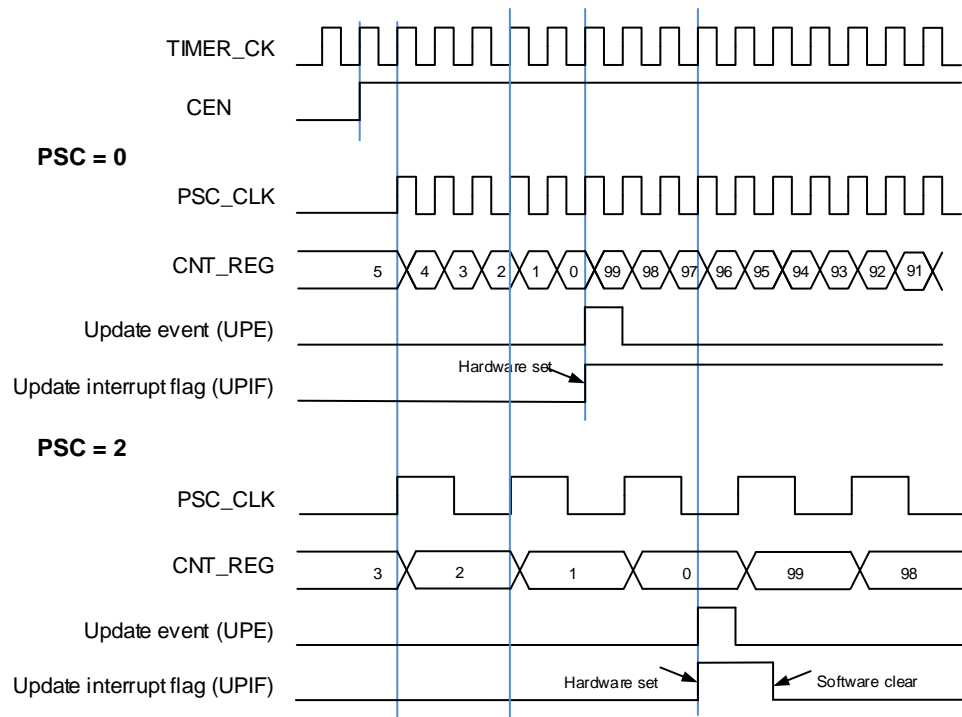 TIMER_CK
CEN
PSC = 0
PSC_CLK
CNT_REG 5 4 3 2 1 0 99 98 97 96 95 94 93 92 91
Update event (UPE)
Hardware set
Update interrupt flag (UPIF)
PSC = 2
PSC_CLK
CNT_REG 3 2 1 0 99 98
Update event (UPE)
Update interrupt flag (UPIF) Hardware set Software clear